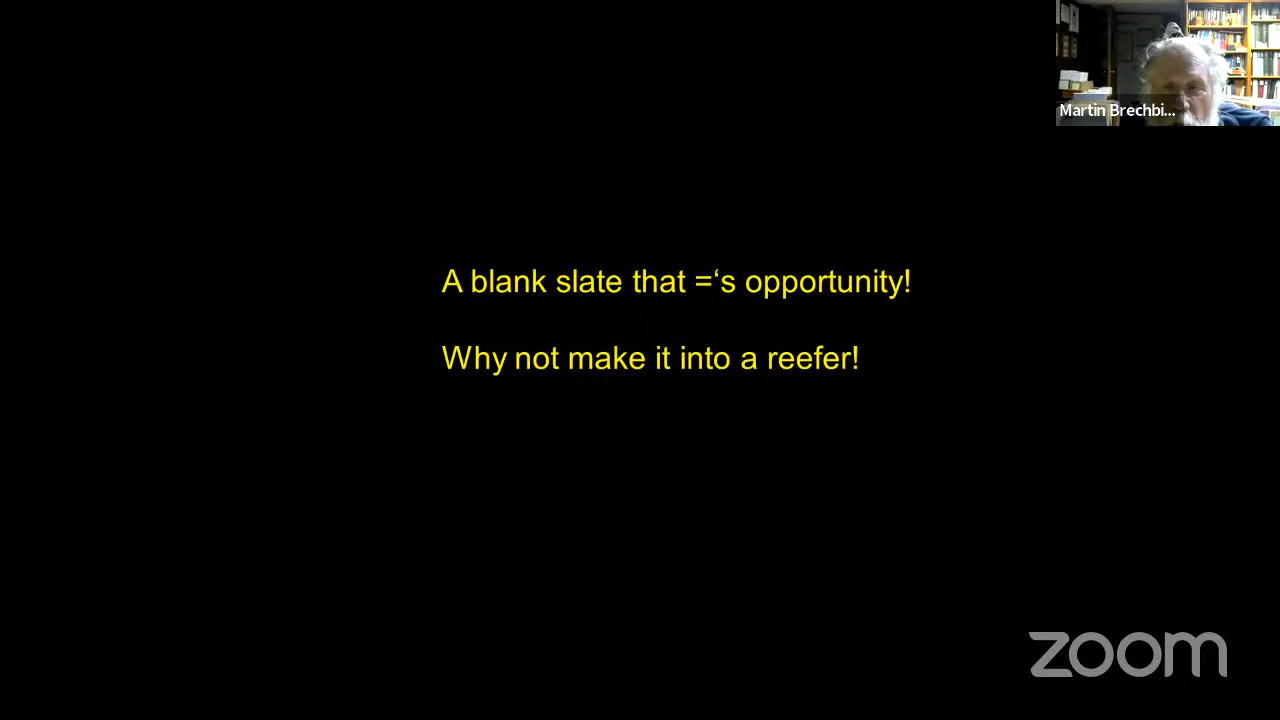 Martin Brechbi...
A blank slate that =‘s opportunity!
Why not make it into a reefer!
zoom